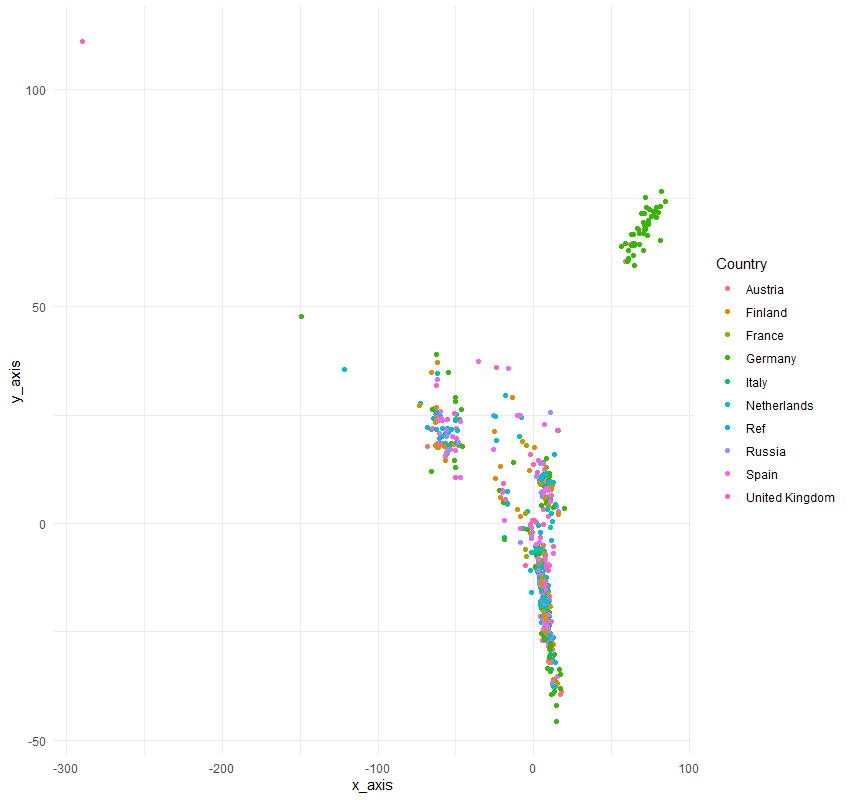 100
50
0
-50
y_axis
-300
-200
-100
0
100
x_axis
Country
Austria
Finland
France
Germany
Italy
Netherlands
Ref
Russia
Spain
United Kingdom